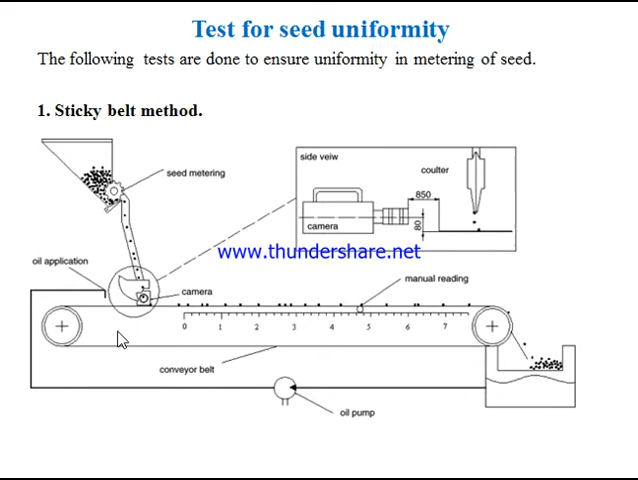 Test for seed uniformity
The following tests are done to ensure uniformity in metering of seed.
1. Sticky belt method.
side veiw
coulter
seed metering
850
camera
80
www.thundershare.net
oil application
manual reading
camera
0 1 2 3 4 5 6 7
conveyor belt
oil pump